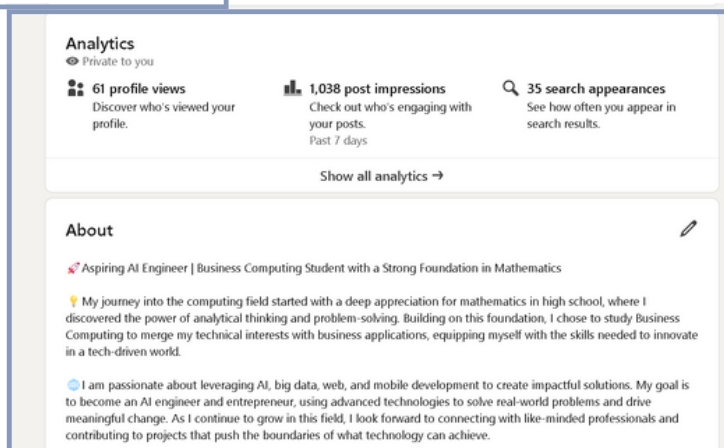 Analytics
Private to you
61 profile views
Discover who's viewed your
profile.
1,038 post impressions
Check out who's engaging with
your posts.
Past 7 days
35 search appearances
See how often you appear in
search results.
Show all analytics →
About
🚀Aspiring AI Engineer | Business Computing Student with a Strong Foundation in Mathematics
💡 My journey into the computing field started with a deep appreciation for mathematics in high school, where I
discovered the power of analytical thinking and problem-solving. Building on this foundation, I chose to study Business
Computing to merge my technical interests with business applications, equipping myself with the skills needed to innovate
in a tech-driven world.
🌐I am passionate about leveraging AI, big data, web, and mobile development to create impactful solutions. My goal is
to become an AI engineer and entrepreneur, using advanced technologies to solve real-world problems and drive
meaningful change. As I continue to grow in this field, I look forward to connecting with like-minded professionals and
contributing to projects that push the boundaries of what technology can achieve.